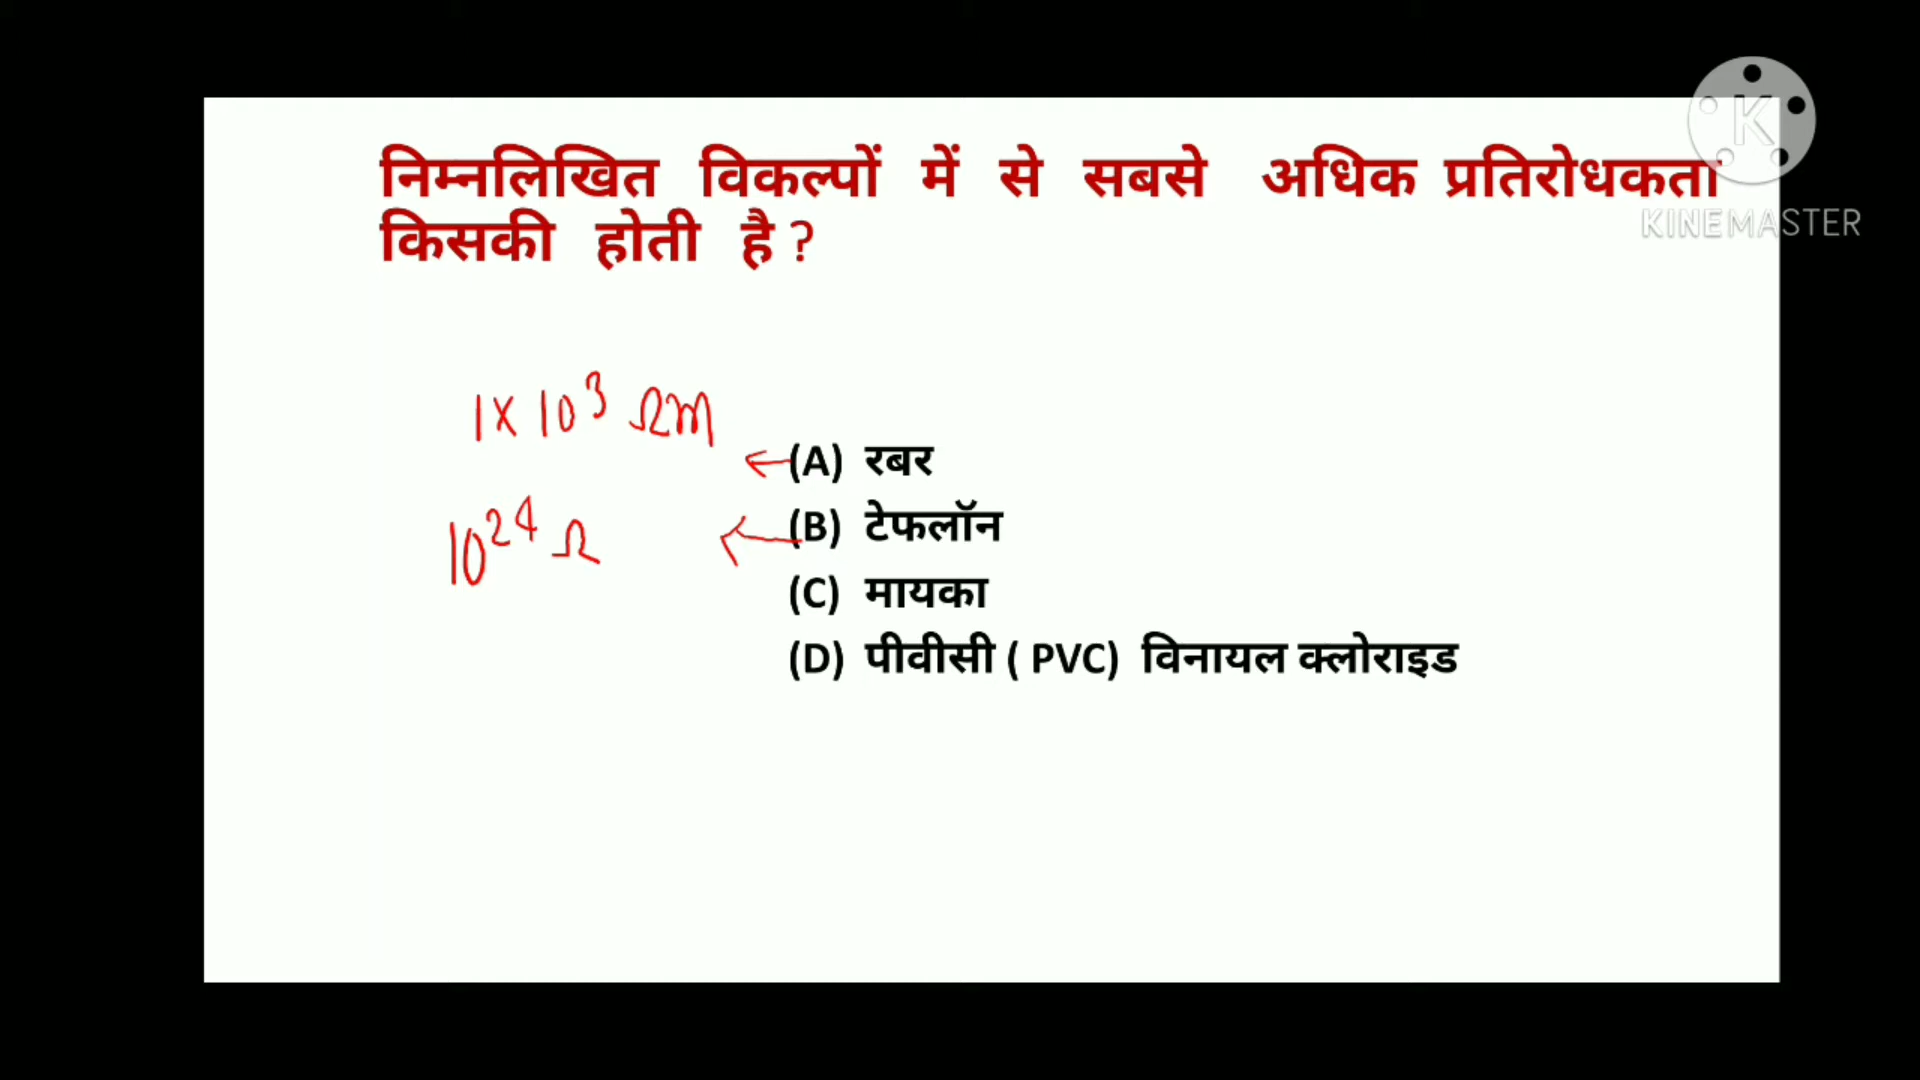 निम्नलिखित विकल्पों में से सबसे अधिक प्रतिरोधकता
किसकी होती है ?
K
KINEMASTER
1 x 10³ Ωm
(A) रबर
10²⁴ Ω
(B) टेफलॉन
(C) मायका
(D) पीवीसी ( PVC) विनायल क्लोराइड